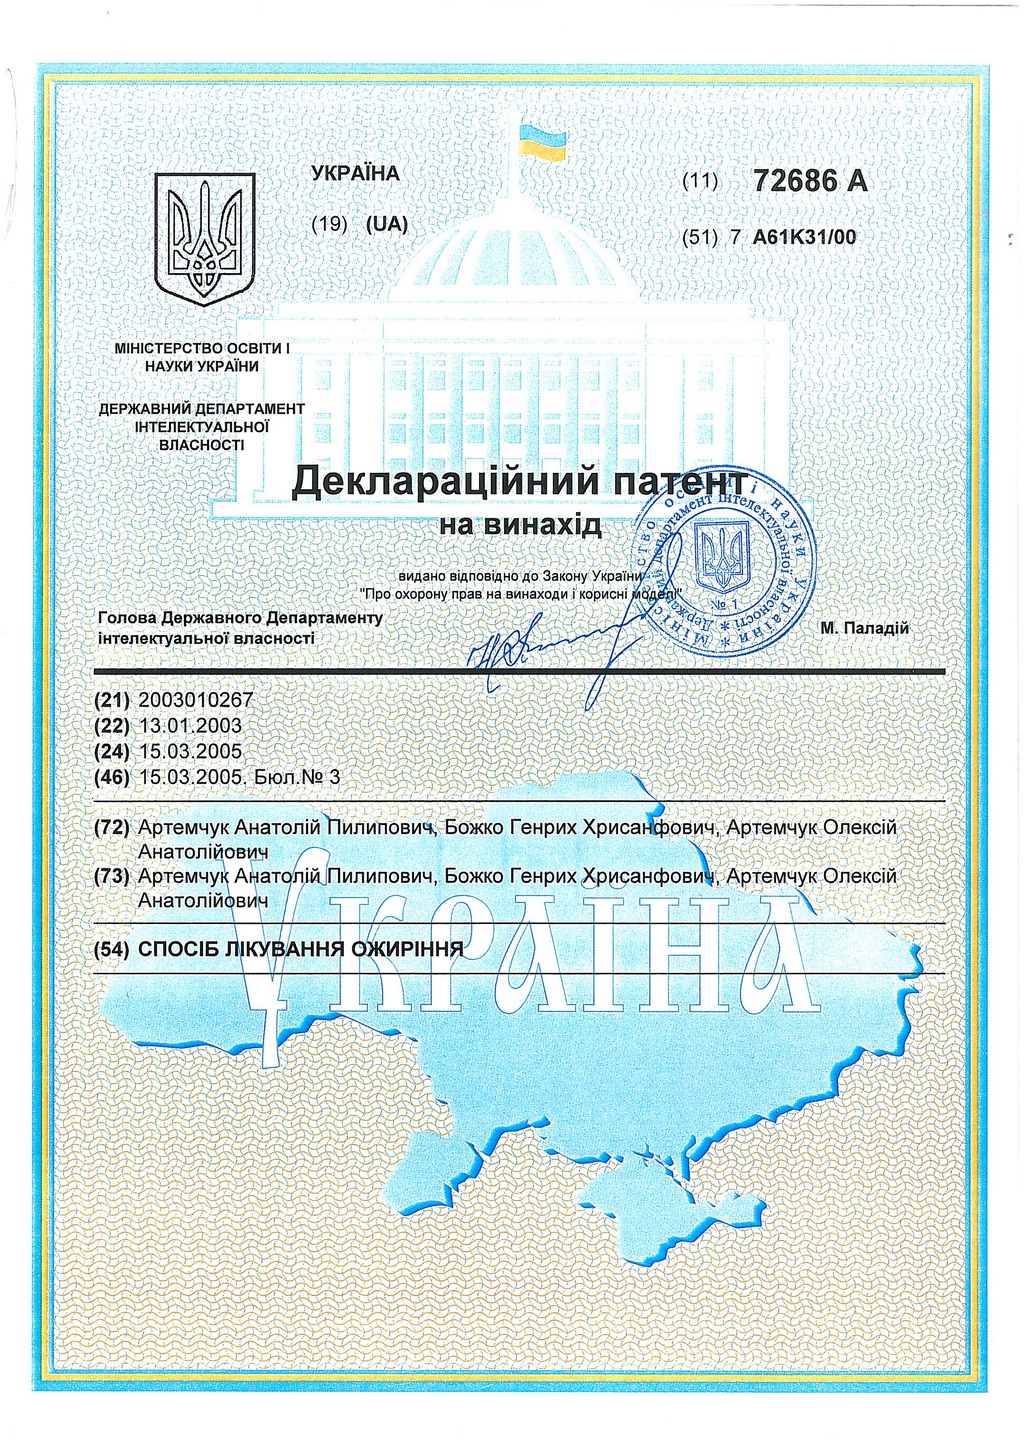 УКРАЇНА
(19) (UA)
(11) 72686 A
(51) 7 A61K31/00
МІНІСТЕРСТВО ОСВІТИ І
НАУКИ УКРАЇНИ
ДЕРЖАВНИЙ ДЕПАРТАМЕНТ
ІНТЕЛЕКТУАЛЬНОЇ
ВЛАСНОСТІ
Деклараційний патент
на винахід
видано відповідно до Закону України
"Про охорону прав на винаходи і корисні моделі"
Міністерство освіти і науки України *
Державний департамент інтелектуальної власності *
№ 1
Голова Державного Департаменту
інтелектуальної власності
М. Паладій
(21) 2003010267
(22) 13.01.2003
(24) 15.03.2005
(46) 15.03.2005. Бюл.№ 3
(72) Артемчук Анатолій Пилипович, Божко Генрих Хрисанфович, Артемчук Олексій
Анатолійович
(73) Артемчук Анатолій Пилипович, Божко Генрих Хрисанфович, Артемчук Олексій
Анатолійович
(54) СПОСІБ ЛІКУВАННЯ ОЖИРІННЯ
Україна